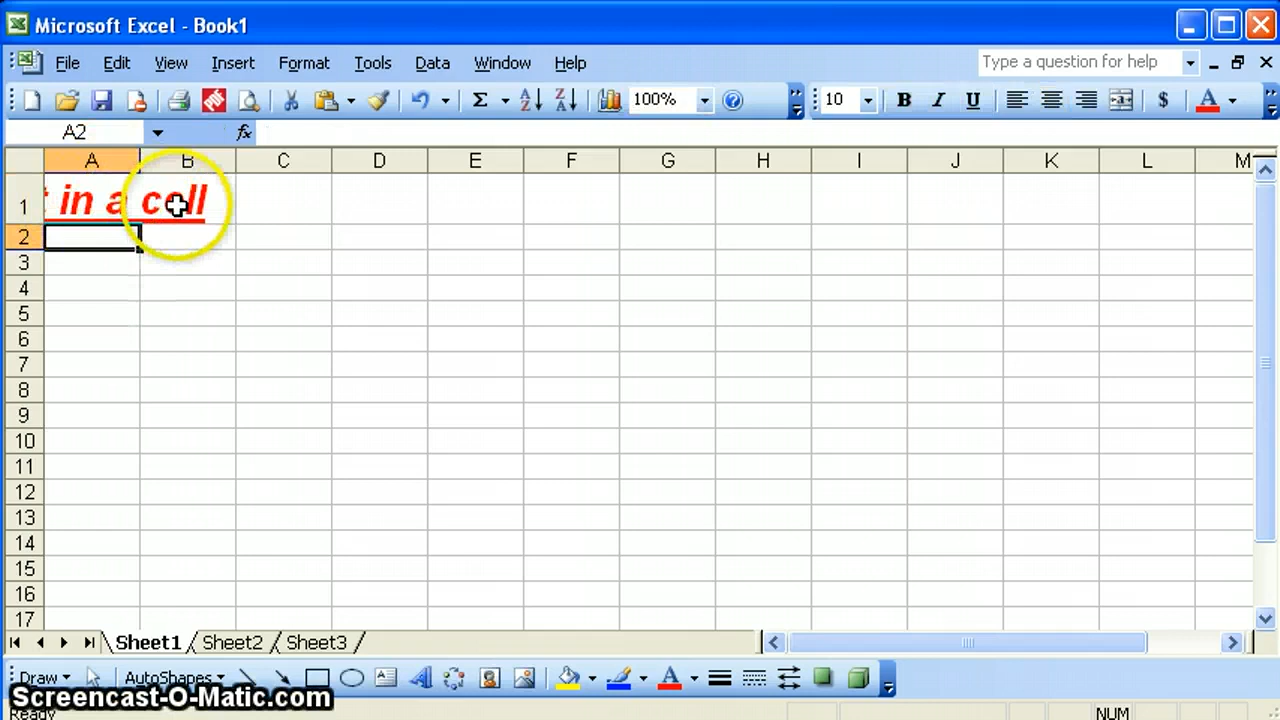 Microsoft Excel - Book1
File Edit View Insert Format Tools Data Window Help Type a question for help
100% 10 B I U $ A
A2 fx
A B C D E F G H I J K L M
1 in a cell
2
3
4
5
6
7
8
9
10
11
12
13
14
15
16
17
Sheet1 Sheet2 Sheet3
Draw AutoShapes A A
Screencast-O-Matic.com
Ready NUM